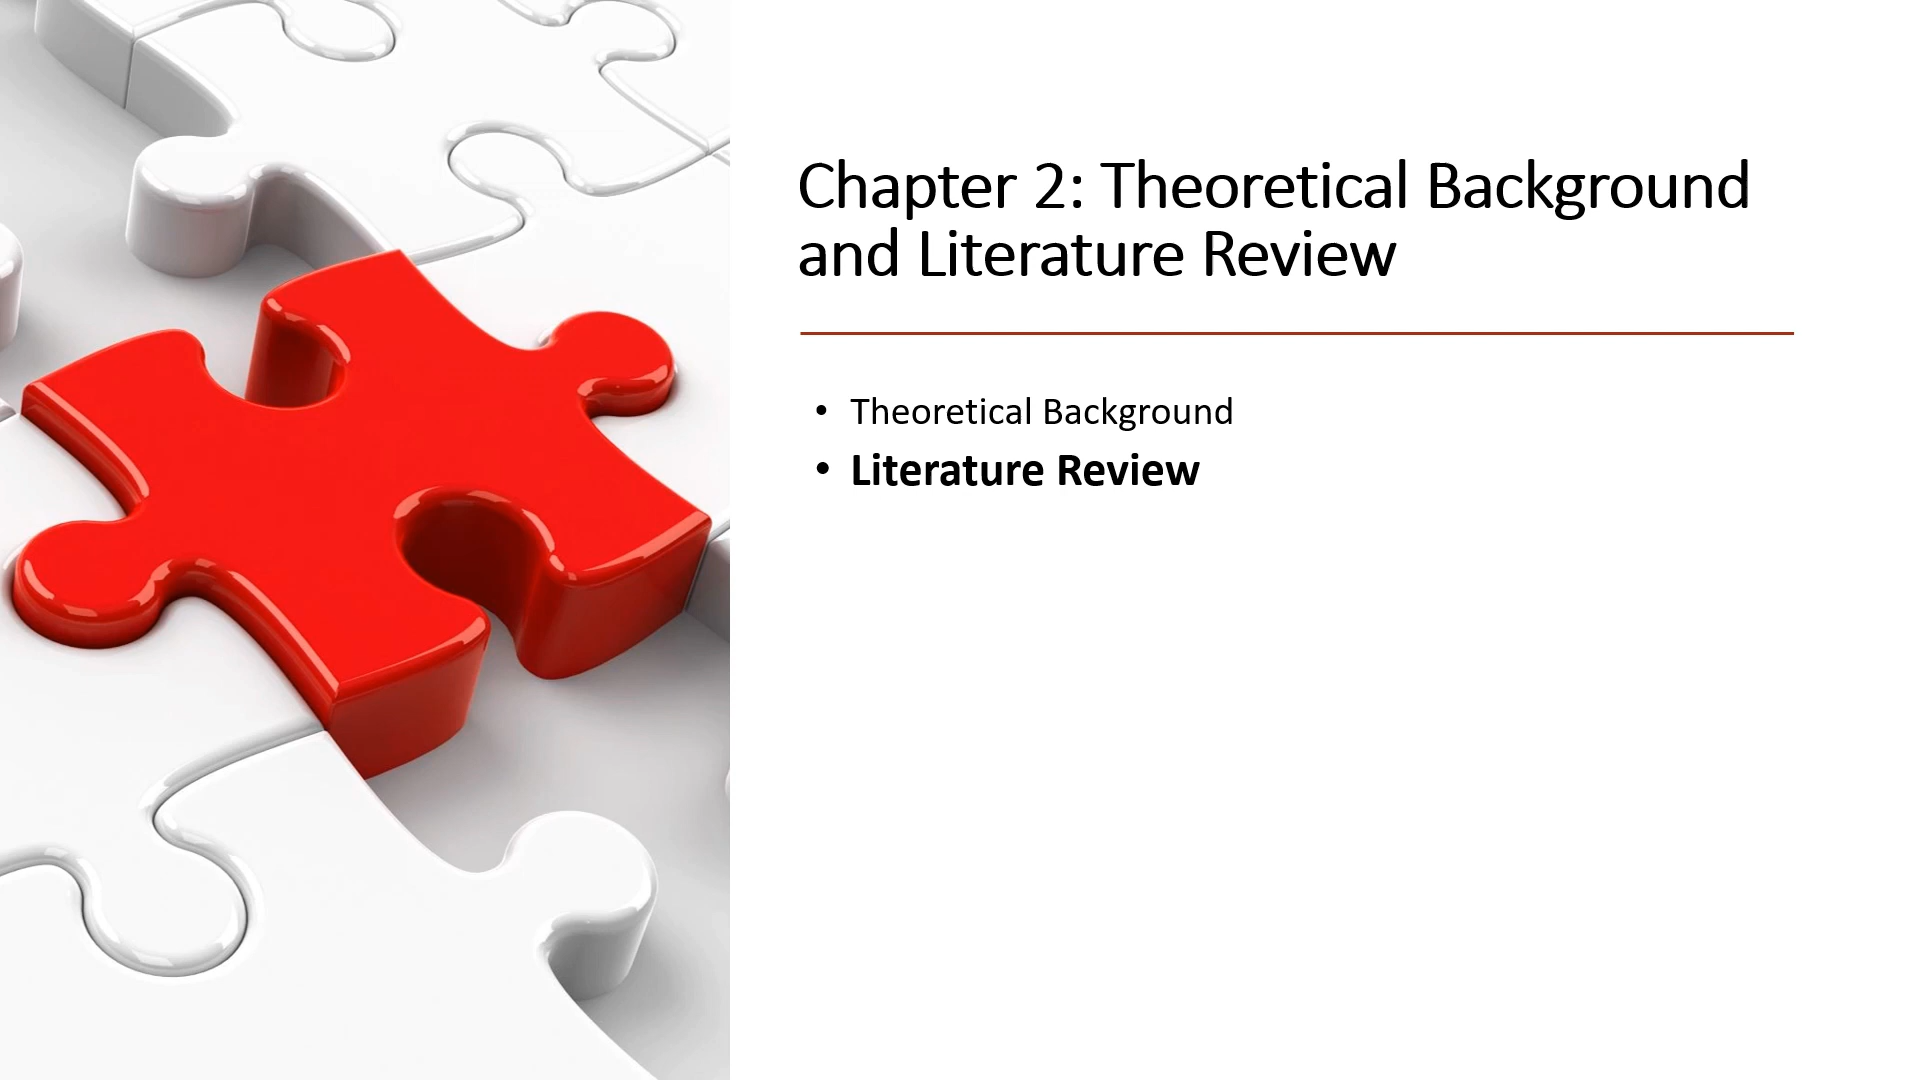 Chapter 2: Theoretical Background
and Literature Review
• Theoretical Background
• Literature Review